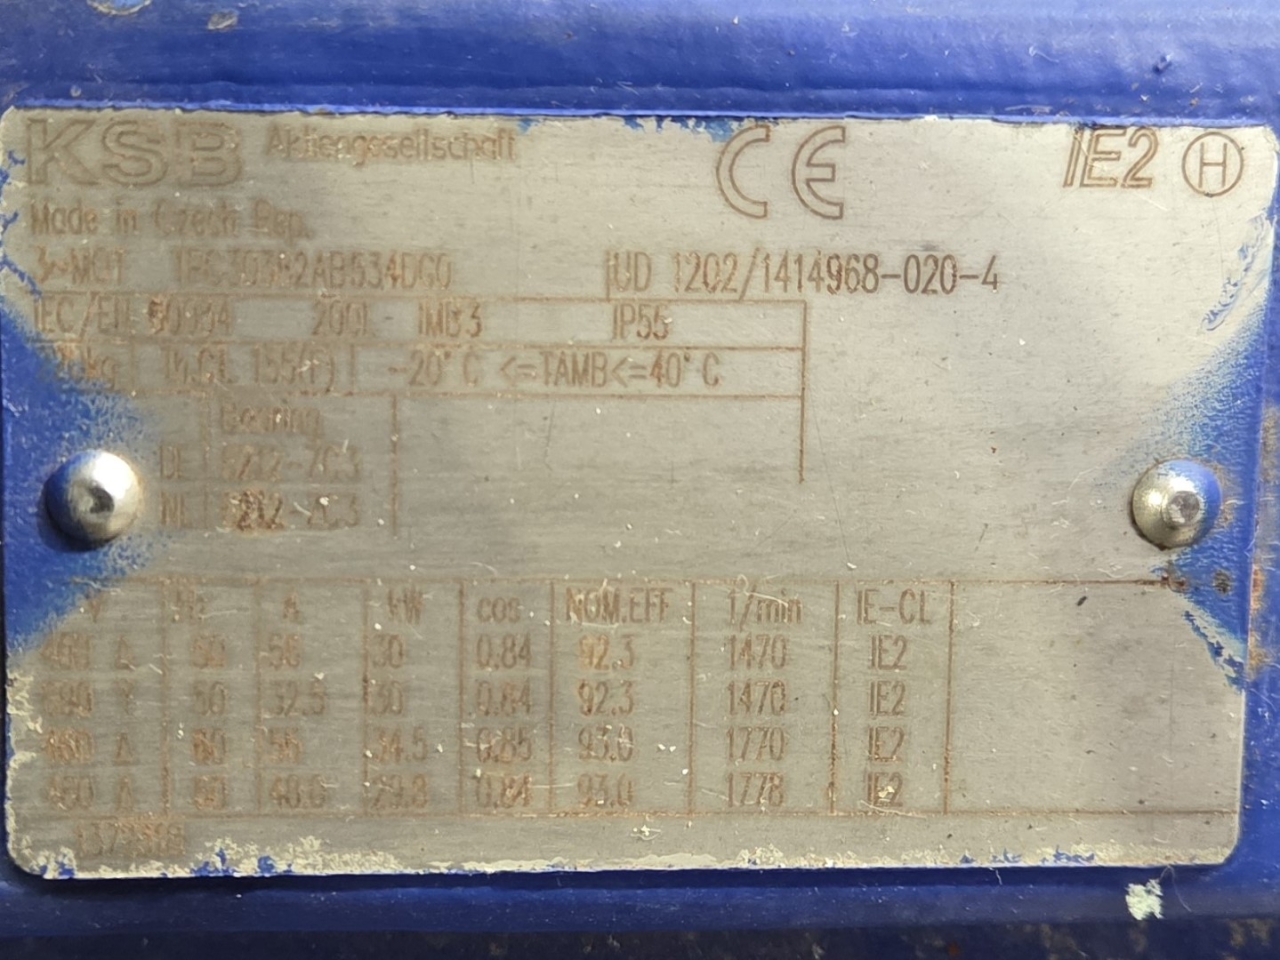 KSB Aktiengesellschaft CE IE2 H
Made in Czech Rep.
3~MOT UD 1202/1414968-020-4
IEC/EN 60034 200L IMB3 IP55
Th.CL 155(F) -20°C <=TAMB<=40°C
Bearing
DE
NE
V Hz A kW cos NOM.EFF 1/min IE-CL
Δ 50 56 30 0.84 92.3 1470 IE2
690 Y 50 32.5 30 0.84 92.3 1470 IE2
460 Δ 60 56 34.5 0.85 93.0 1770 IE2
460 Δ 60 29.8 0.84 93.0 1778 IE2